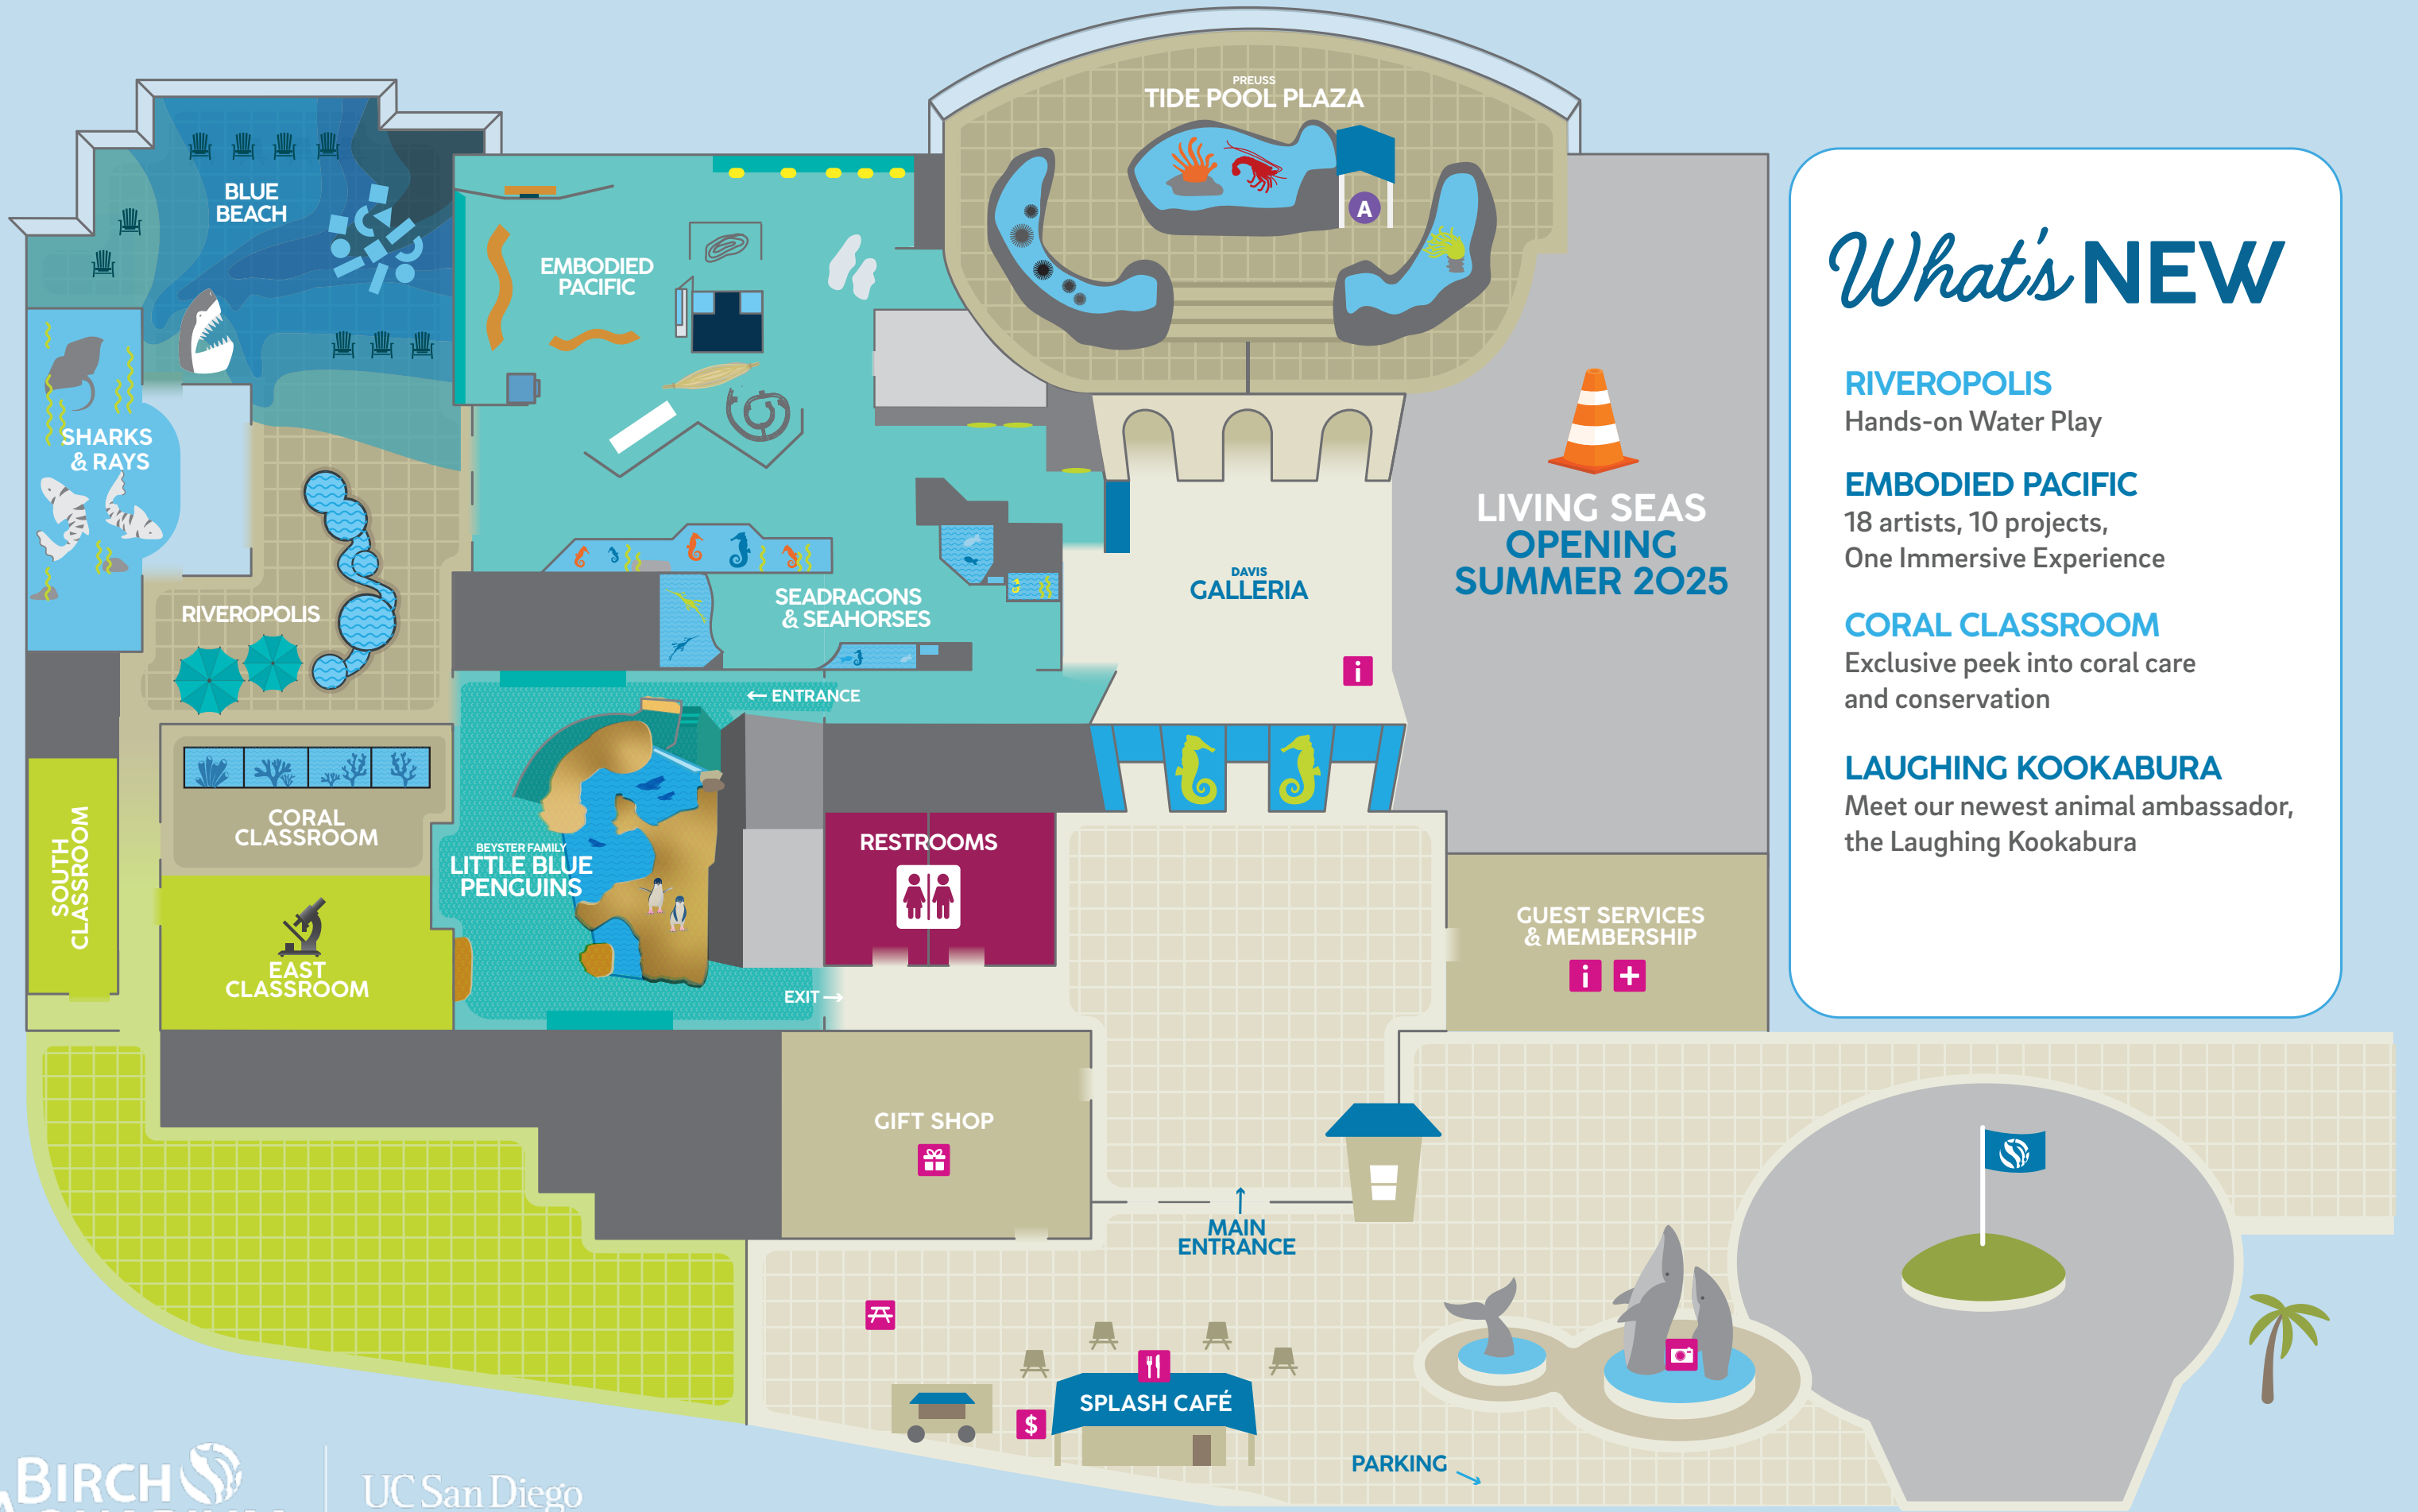 PREUSS
TIDE POOL PLAZA
A
BLUE
BEACH
EMBODIED
PACIFIC
SHARKS
& RAYS
RIVEROPOLIS
SEADRAGONS
& SEAHORSES
DAVIS
GALLERIA
i
LIVING SEAS
OPENING
SUMMER 2025
← ENTRANCE
CORAL
CLASSROOM
SOUTH
CLASSROOM
EAST
CLASSROOM
BEYSTER FAMILY
LITTLE BLUE
PENGUINS
EXIT →
RESTROOMS
GUEST SERVICES
& MEMBERSHIP
i +
GIFT SHOP
↑
MAIN
ENTRANCE
SPLASH CAFÉ
$
PARKING →
What's NEW
RIVEROPOLIS
Hands-on Water Play
EMBODIED PACIFIC
18 artists, 10 projects,
One Immersive Experience
CORAL CLASSROOM
Exclusive peek into coral care
and conservation
LAUGHING KOOKABURA
Meet our newest animal ambassador,
the Laughing Kookabura
BIRCH
UC San Diego